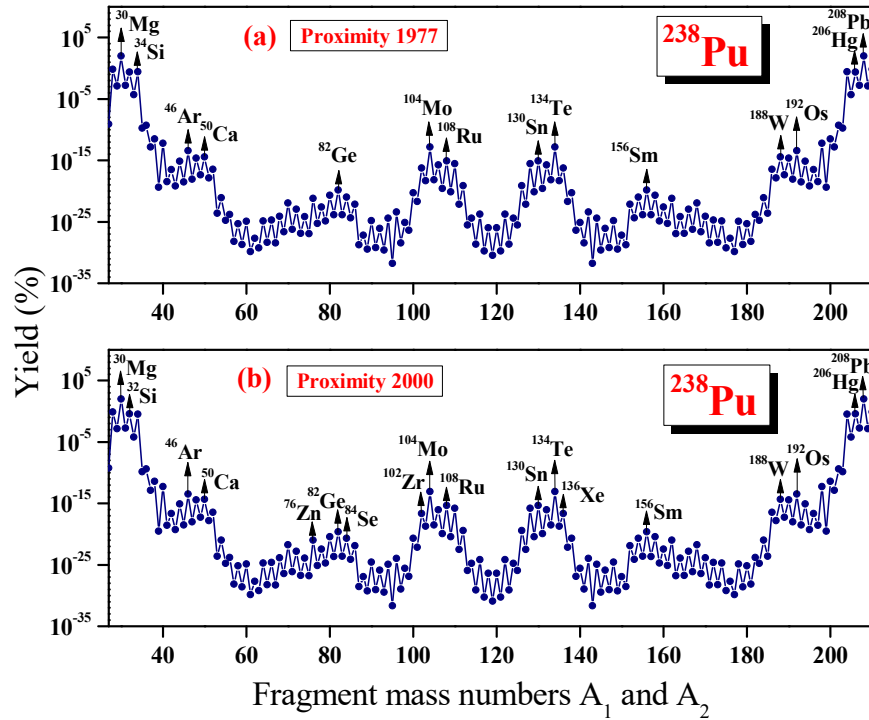 (a) Proximity 1977 ²³⁸Pu
³⁰Mg
³⁴Si
⁴⁶Ar
⁵⁰Ca
⁸²Ge
¹⁰⁴Mo
¹⁰⁸Ru
¹³⁰Sn
¹³⁴Te
¹⁵⁶Sm
¹⁸⁸W
¹⁹²Os
²⁰⁶Hg
²⁰⁸Pb
10⁵
10⁻⁵
10⁻¹⁵
10⁻²⁵
10⁻³⁵
40 60 80 100 120 140 160 180 200
Yield (%)
(b) Proximity 2000 ²³⁸Pu
³⁰Mg
³²Si
⁴⁶Ar
⁵⁰Ca
⁷⁶Zn
⁸²Ge
⁸⁴Se
¹⁰²Zr
¹⁰⁴Mo
¹⁰⁸Ru
¹³⁰Sn
¹³⁴Te
¹³⁶Xe
¹⁵⁶Sm
¹⁸⁸W
¹⁹²Os
²⁰⁶Hg
²⁰⁸Pb
10⁵
10⁻⁵
10⁻¹⁵
10⁻²⁵
10⁻³⁵
40 60 80 100 120 140 160 180 200
Fragment mass numbers A₁ and A₂